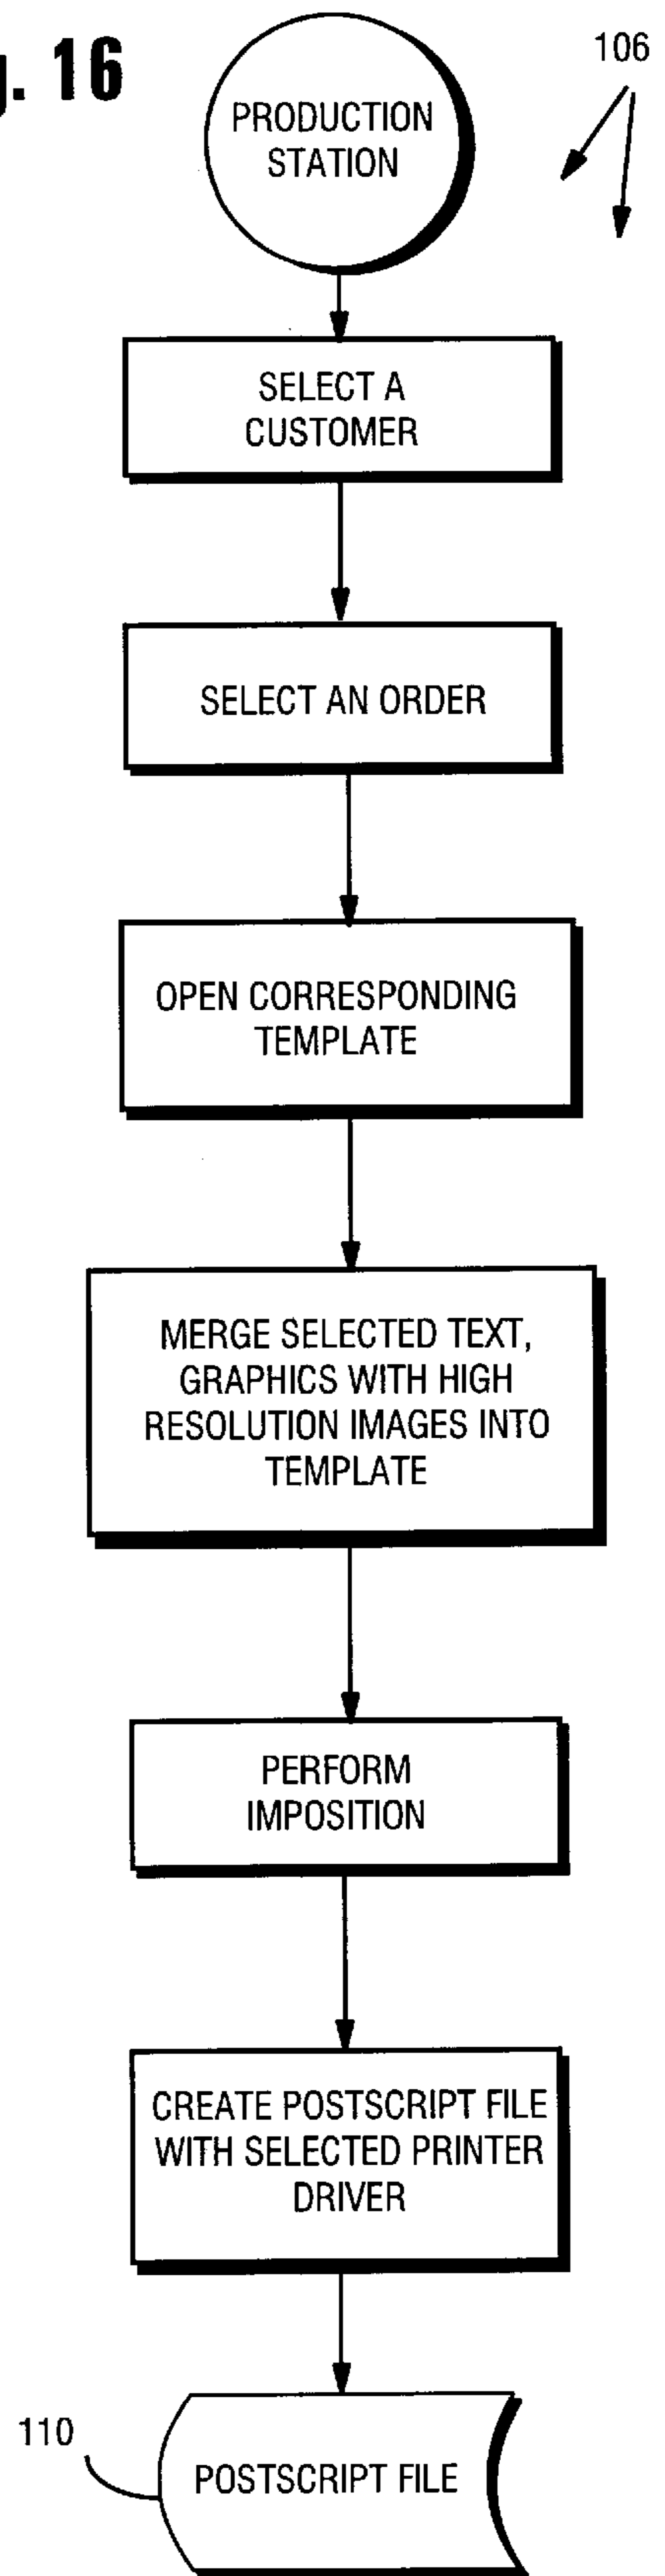 . 16
106
PRODUCTION
STATION
SELECT A
CUSTOMER
SELECT AN ORDER
OPEN CORRESPONDING
TEMPLATE
MERGE SELECTED TEXT,
GRAPHICS WITH HIGH
RESOLUTION IMAGES INTO
TEMPLATE
PERFORM
IMPOSITION
CREATE POSTSCRIPT FILE
WITH SELECTED PRINTER
DRIVER
110
POSTSCRIPT FILE